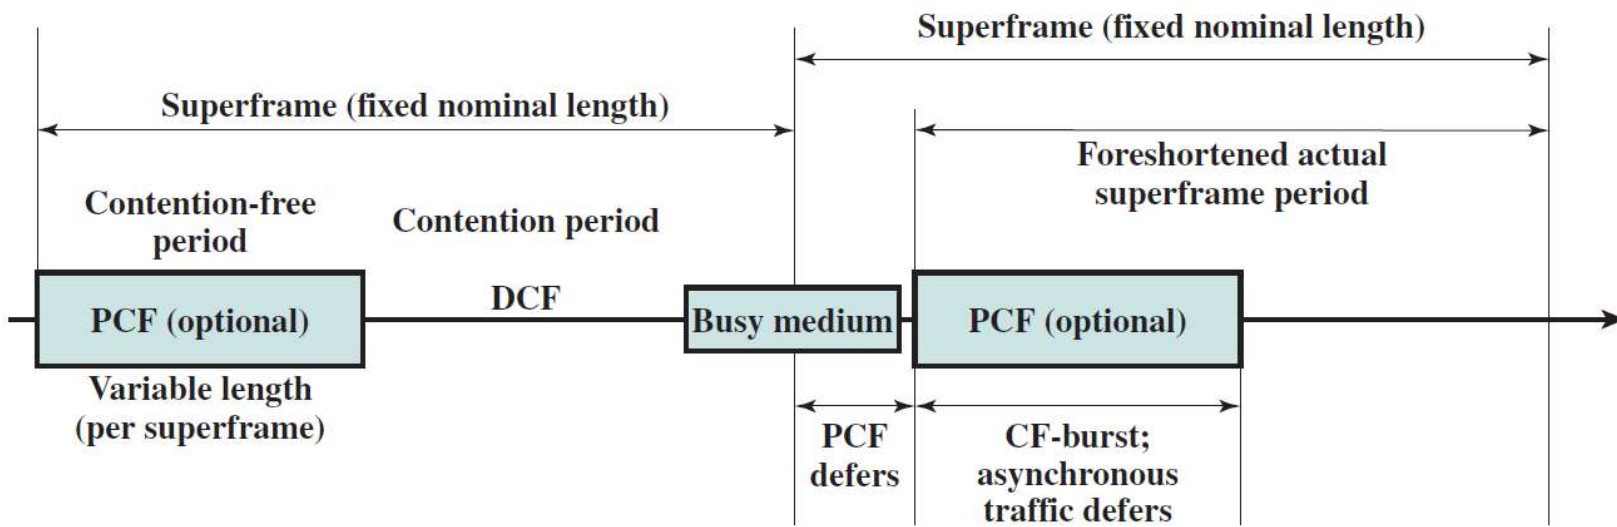 Superframe (fixed nominal length)
Superframe (fixed nominal length)
Foreshortened actual
superframe period
Contention-free
period
Contention period
PCF (optional)
DCF
Busy medium
PCF (optional)
Variable length
(per superframe)
PCF
defers
CF-burst;
asynchronous
traffic defers